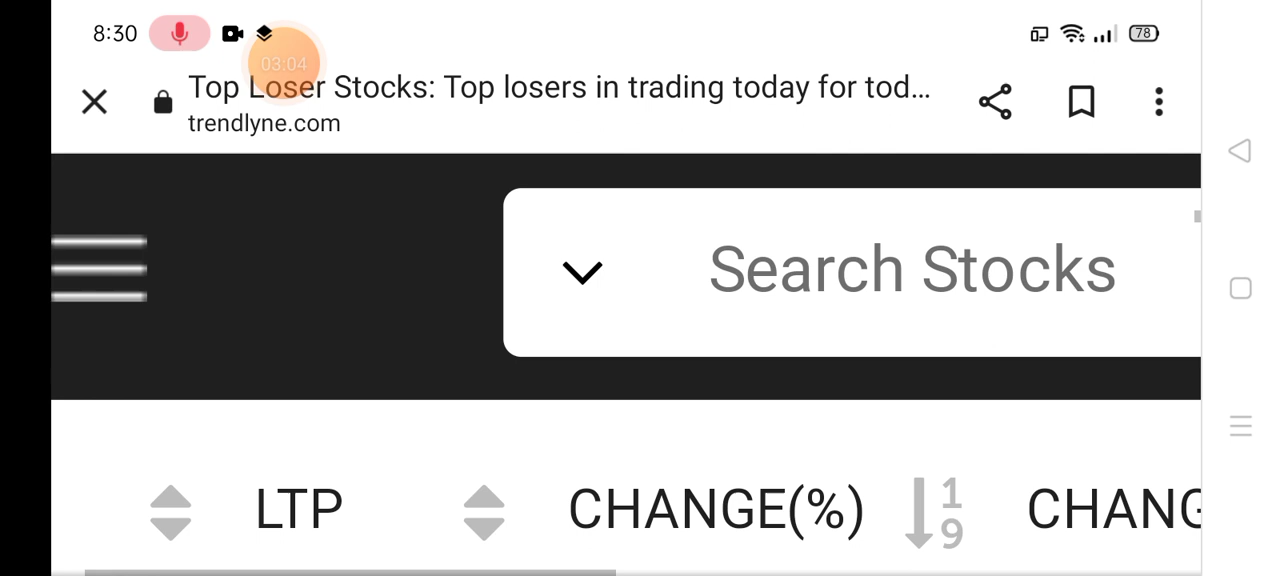 8:30
03:04
78
Top Loser Stocks: Top losers in trading today for tod...
trendlyne.com
Search Stocks
LTP CHANGE(%) 1 9 CHANG